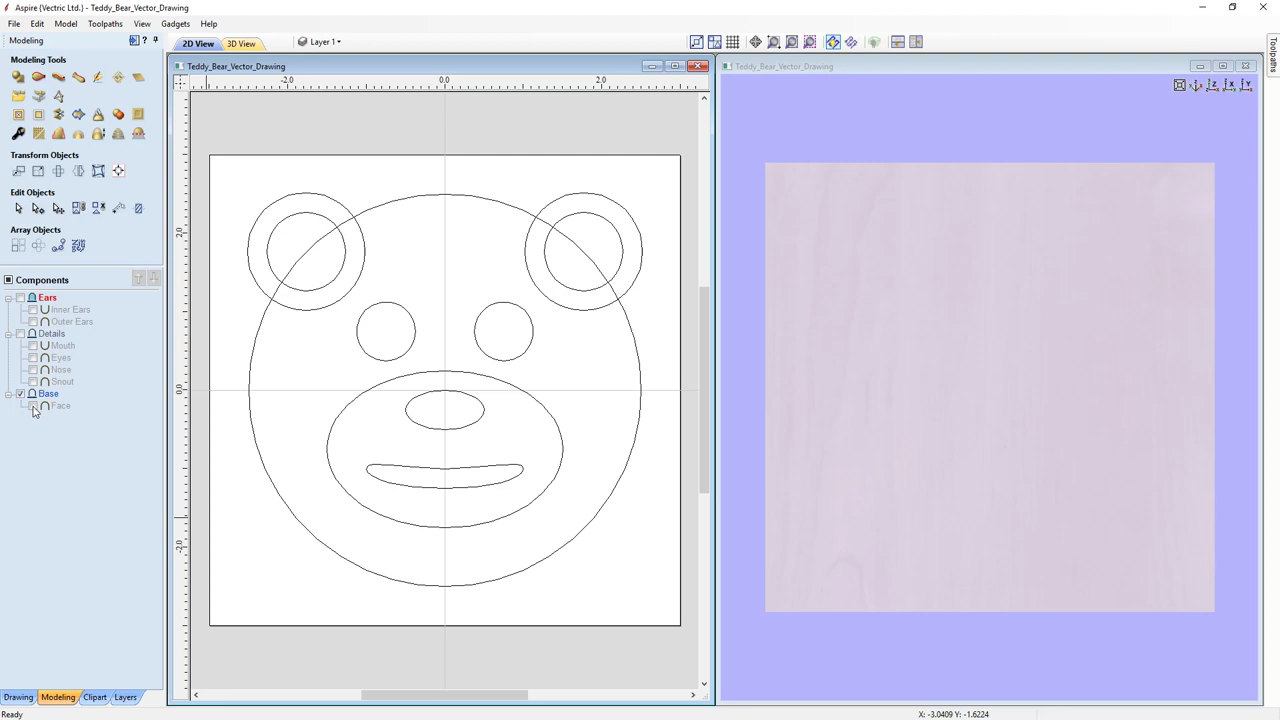 Aspire (Vectric Ltd.) - Teddy_Bear_Vector_Drawing
File Edit Model Toolpaths View Gadgets Help
Modeling
2D View 3D View Layer 1
Toolpaths
Modeling Tools
Teddy_Bear_Vector_Drawing
Teddy_Bear_Vector_Drawing
-2.0 0.0 2.0
Z X Y
Transform Objects
Edit Objects
2.0
Array Objects
Components
Ears
Inner Ears
Outer Ears
Details
Mouth
Eyes
Nose
Snout
0.0
Base
Face
-2.0
Drawing Modeling Clipart Layers
Ready
X: -3.0409 Y: -1.6224